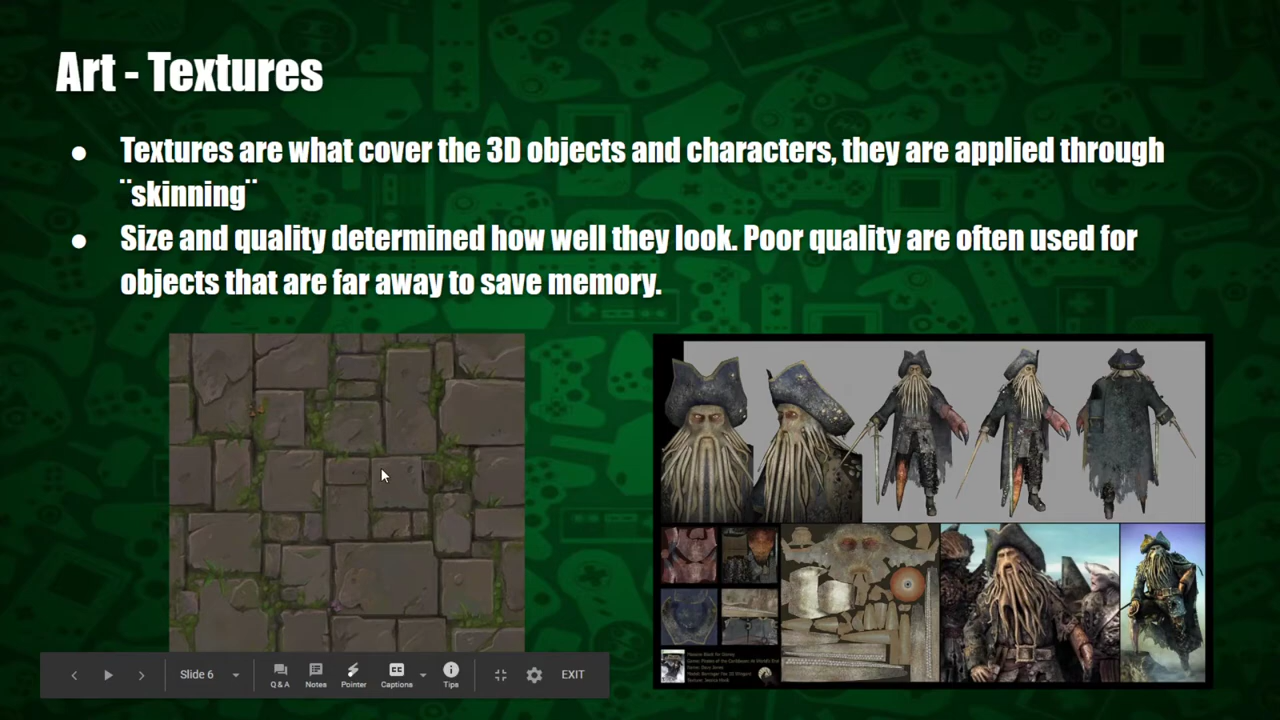 Art - Textures
● Textures are what cover the 3D objects and characters, they are applied through
¨skinning¨
● Size and quality determined how well they look. Poor quality are often used for
objects that are far away to save memory.
Slide 6
Q & A
Notes
Pointer
CC
Captions
Tips
EXIT